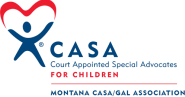 CASA
Court Appointed Special Advocates
FOR CHILDREN
MONTANA CASA/GAL ASSOCIATION